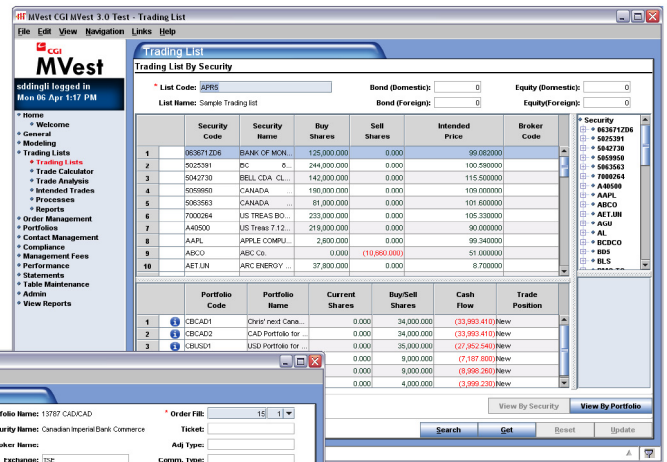 MVest CGI MVest 3.0 Test - Trading List
File Edit View Navigation Links Help
CGI
MVest
sddingli logged in
Mon 06 Apr 1:17 PM
Home
Welcome
General
Modeling
Trading Lists
Trading Lists
Trade Calculator
Trade Analysis
Intended Trades
Processes
Reports
Order Management
Portfolios
Contact Management
Compliance
Management Fees
Performance
Statements
Table Maintenance
Admin
View Reports
Trading List
Trading List By Security
* List Code: APR5 Bond (Domestic): 0 Equity (Domestic): 0
List Name: Sample Trading list Bond (Foreign): 0 Equity(Foreign): 0
Security Code Security Name Buy Shares Sell Shares Intended Price Broker Code
1 063671ZD6 BANK OF MON... 125,000.000 0.000 99.082000
2 5025391 BC 6... 244,000.000 0.000 100.590000
3 5042730 BELL CDA CL... 142,000.000 0.000 115.500000
4 5059950 CANADA ... 190,000.000 0.000 109.000000
5 5063563 CANADA ... 81,000.000 0.000 101.600000
6 7000264 US TREAS BO... 233,000.000 0.000 105.330000
7 A40500 US Treas 7.12... 219,000.000 0.000 90.000000
8 AAPL APPLE COMPU... 2,600.000 0.000 99.340000
9 ABCO ABC Co. 0.000 (10,660.000) 51.000000
10 AET.UN ARC ENERGY ... 37,800.000 0.000 8.700000
Security
063671ZD6
5025391
5042730
5059950
5063563
7000264
A40500
AAPL
ABCO
AET.UN
AGU
AL
BCDCO
BDS
BLS
Portfolio Code Portfolio Name Current Shares Buy/Sell Shares Cash Flow Trade Position
1 CBCAD1 Chris' next Cana... 0.000 34,000.000 (33,993.410) New
2 CBCAD2 CAD Portfolio for ... 0.000 34,000.000 (33,993.410) New
3 CBUSD1 USD Portfolio for ... 0.000 35,000.000 (27,952.540) New
0.000 9,000.000 (7,187.800) New
0.000 9,000.000 (8,998.260) New
0.000 4,000.000 (3,999.230) New
View By Security View By Portfolio
Search Get Reset Update
folio Name: 13787 CAD/CAD * Order Fill: 15 1
urity Name: Canadian Imperial Bank Commerce Ticket:
oker Name: Adj Type:
Exchange: TSE Comm. Type: